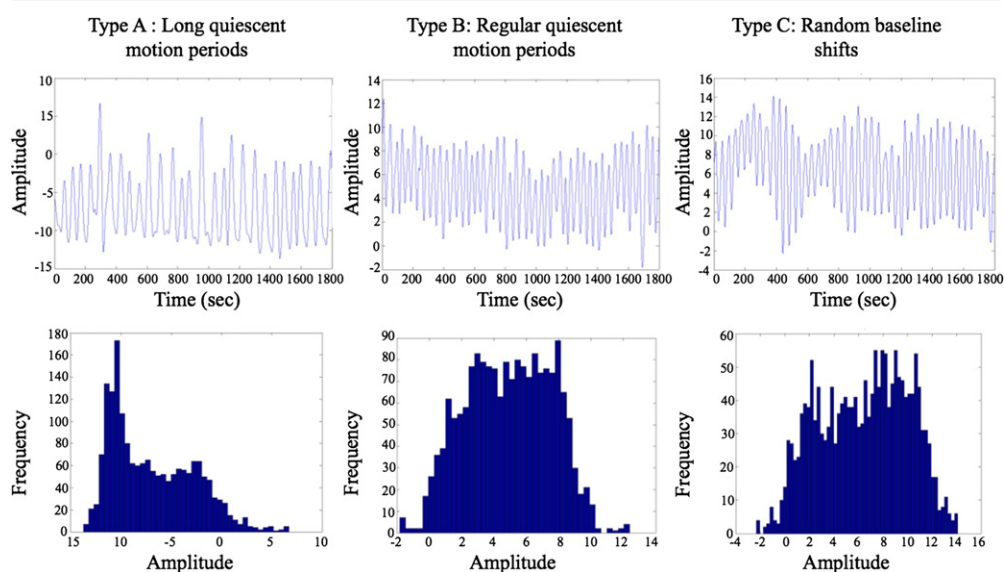 Type A : Long quiescent
motion periods
Type B: Regular quiescent
motion periods
Type C: Random baseline
shifts
10
15
0
-5
-10
-15
Amplitude
0 200 400 600 800 1000 1200 1400 1600 1800
Time (sec)
14
12
10
8
6
4
2
0
-2
Amplitude
0 200 400 600 800 1000 1200 1400 1600 1800
Time (sec)
16
14
12
10
8
6
4
2
0
-2
-4
Amplitude
0 200 400 600 800 1000 1200 1400 1600 1800
Time (sec)
180
160
140
120
100
80
60
40
20
0
Frequency
15 10 -5 0 5 10
Amplitude
90
80
70
60
50
40
30
20
10
0
Frequency
-2 0 2 4 6 8 10 12 14
Amplitude
60
50
40
30
20
10
0
Frequency
-4 -2 0 2 4 6 8 10 12 14 16
Amplitude